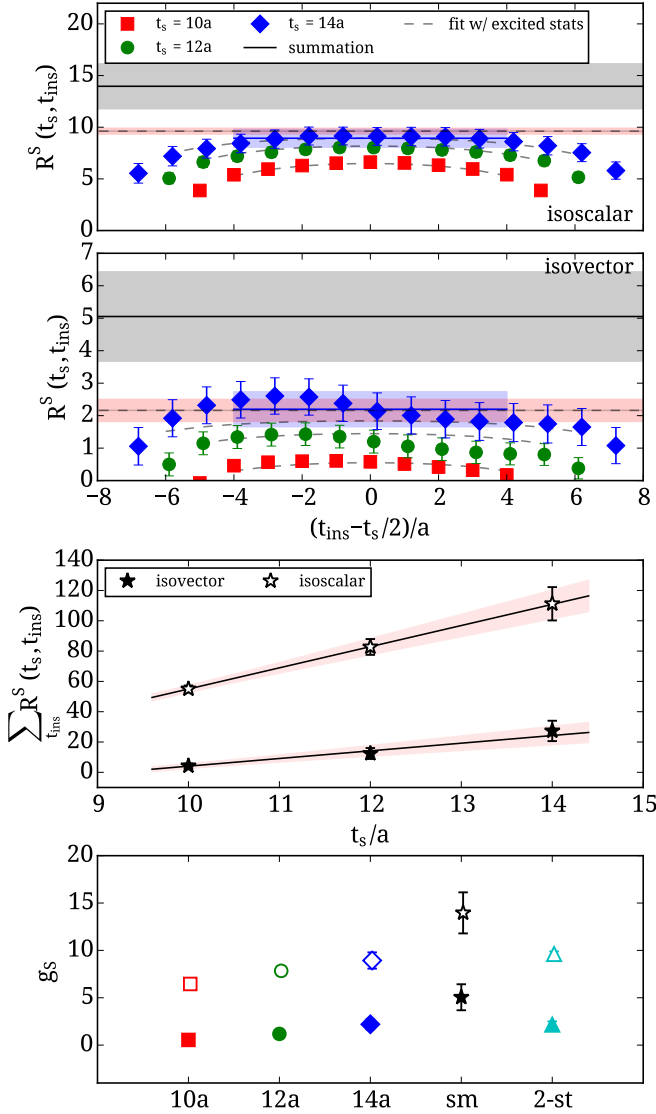 t_s = 10a
t_s = 14a
fit w/ excited stats
t_s = 12a
summation
20
15
10
5
0
R^S (t_s, t_ins)
isoscalar
7
6
5
4
3
2
1
0
R^S (t_s, t_ins)
isovector
−8 −6 −4 −2 0 2 4 6 8
(t_ins−t_s/2)/a
140
120
100
80
60
40
20
0
∑ R^S (t_s, t_ins)
t_ins
isovector
isoscalar
9 10 11 12 13 14 15
t_s/a
20
15
10
5
0
g_S
10a 12a 14a sm 2-st